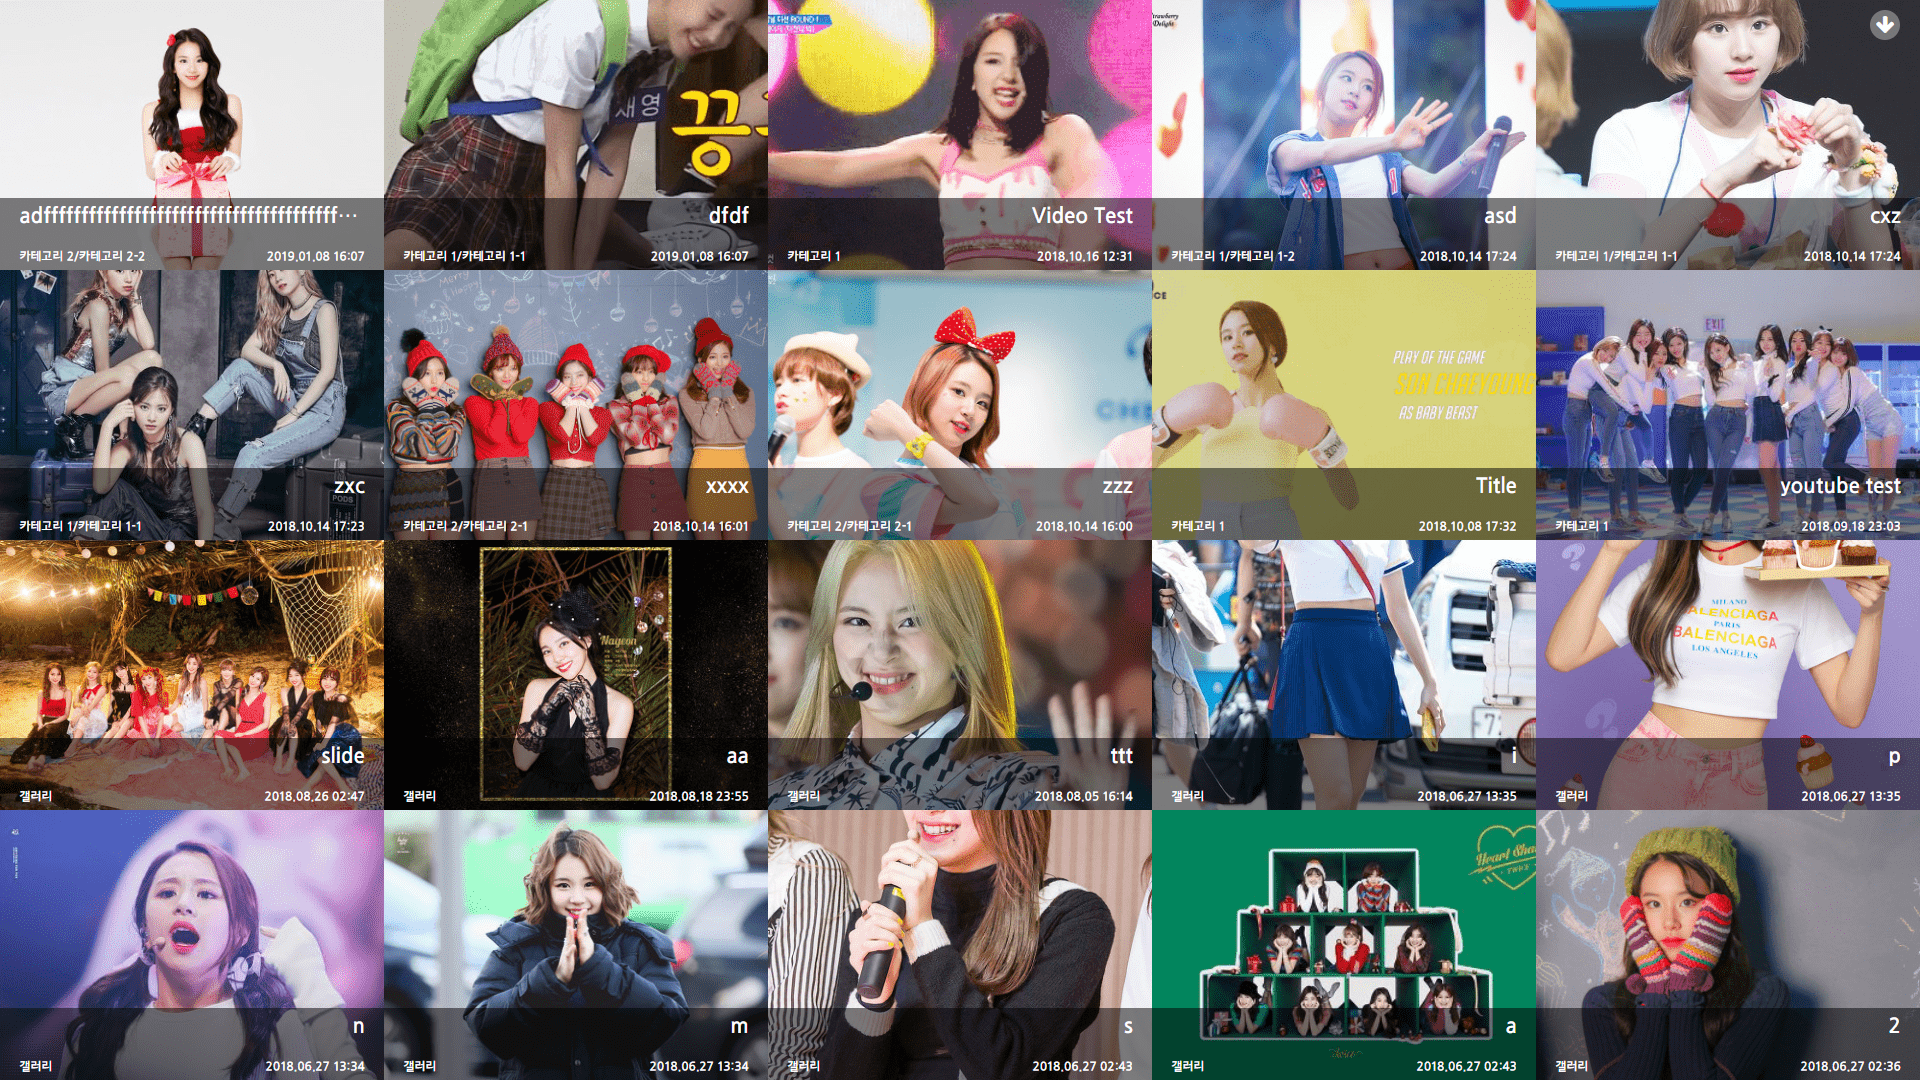 새영
끙
adfffffffffffffffffffffffffffffffffffffff…
카테고리 2/카테고리 2-2
2019.01.08 16:07
dfdf
카테고리 1/카테고리 1-1
2019.01.08 16:07
ROUND 1
Video Test
카테고리 1
2018.10.16 12:31
Strawberry
Delight
asd
카테고리 1/카테고리 1-2
2018.10.14 17:24
cxz
카테고리 1/카테고리 1-1
2018.10.14 17:24
PODS
zxc
카테고리 1/카테고리 1-1
2018.10.14 17:23
xxxx
카테고리 2/카테고리 2-1
2018.10.14 16:01
zzz
카테고리 2/카테고리 2-1
2018.10.14 16:00
PLAY OF THE GAME
SON CHAEYOUNG
AS BABY BEAST
Title
카테고리 1
2018.10.08 17:32
EXIT
youtube test
카테고리 1
2018.09.18 23:03
slide
갤러리
2018.08.26 02:47
Nayeon
aa
갤러리
2018.08.18 23:55
ttt
갤러리
2018.08.05 16:14
i
갤러리
2018.06.27 13:35
MILANO
BALENCIAGA
PARIS
BALENCIAGA
LOS ANGELES
p
갤러리
2018.06.27 13:35
n
갤러리
2018.06.27 13:34
m
갤러리
2018.06.27 13:34
s
갤러리
2018.06.27 02:43
Heart Sha
a
갤러리
2018.06.27 02:43
2
갤러리
2018.06.27 02:36